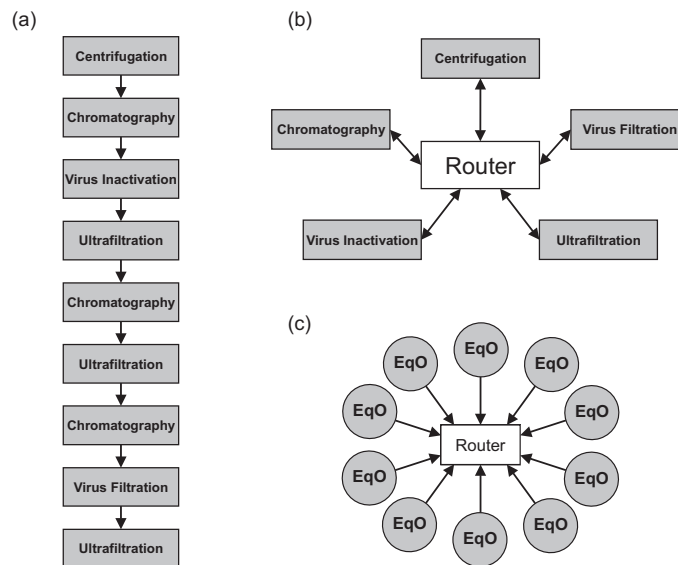 (a)
Centrifugation
Chromatography
Virus Inactivation
Ultrafiltration
Chromatography
Ultrafiltration
Chromatography
Virus Filtration
Ultrafiltration
(b)
Centrifugation
Chromatography
Virus Filtration
Router
Virus Inactivation
Ultrafiltration
(c)
EqO
EqO
EqO
EqO
EqO
Router
EqO
EqO
EqO
EqO
EqO